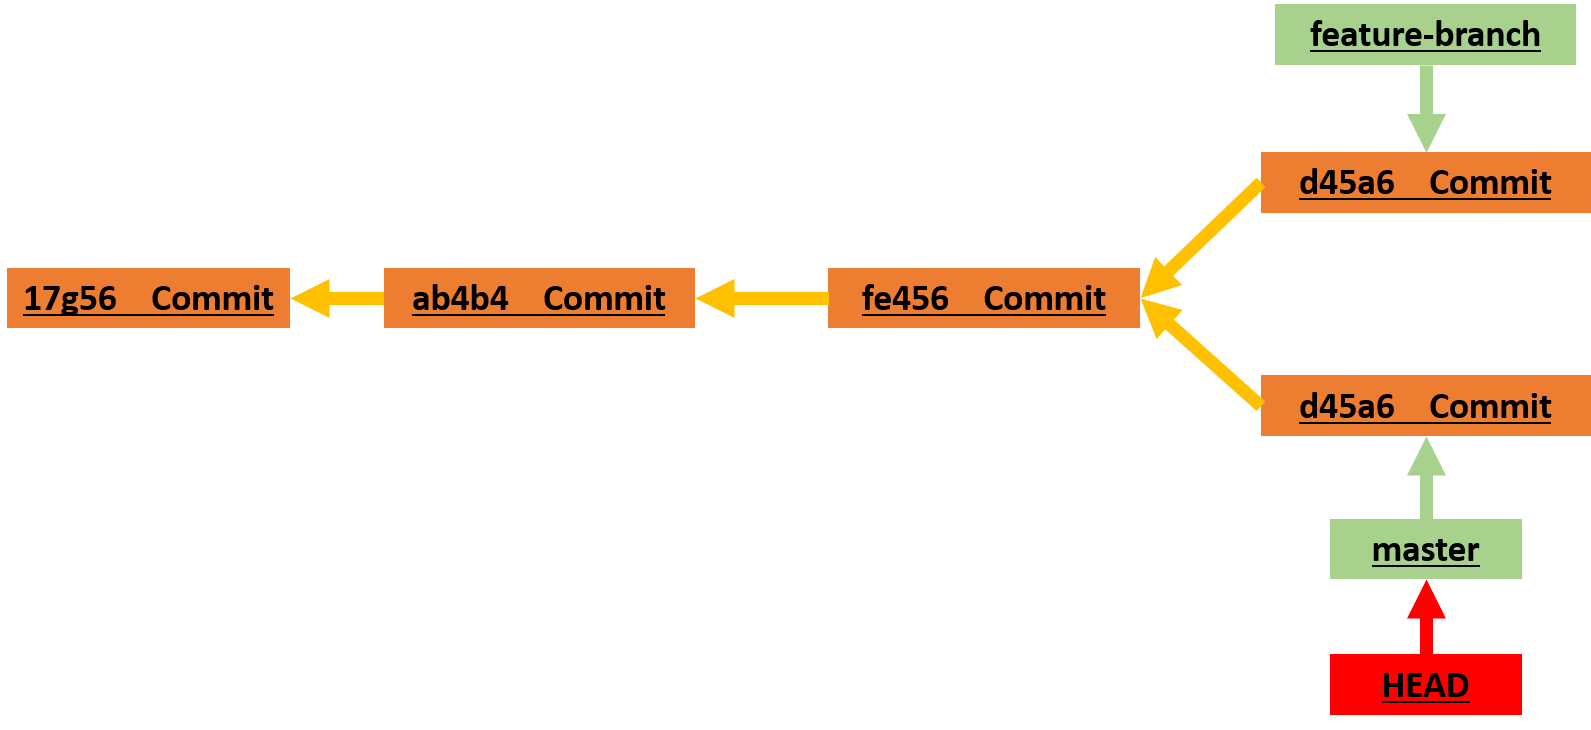 feature-branch
d45a6 Commit
17g56 Commit
ab4b4 Commit
fe456 Commit
d45a6 Commit
master
HEAD